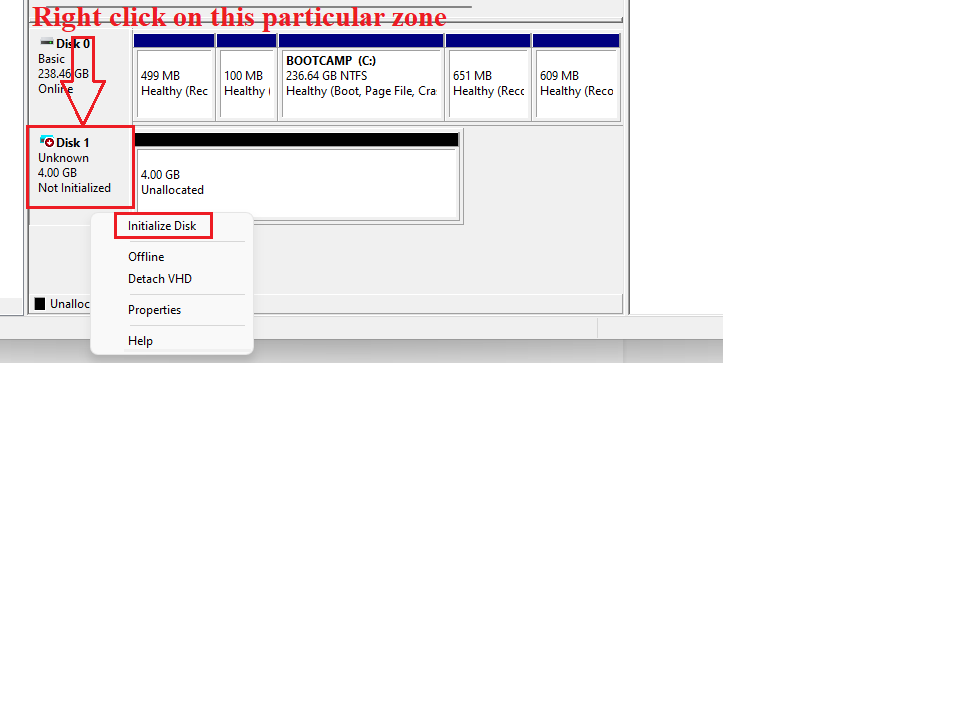 Right click on this particular zone
Disk 0
Basic
238.46 GB
Online
499 MB
Healthy (Rec
100 MB
Healthy (
BOOTCAMP (C:)
236.64 GB NTFS
Healthy (Boot, Page File, Cra
651 MB
Healthy (Recc
609 MB
Healthy (Reco
Disk 1
Unknown
4.00 GB
Not Initialized
4.00 GB
Unallocated
Initialize Disk
Offline
Detach VHD
Properties
Help
Unalloc